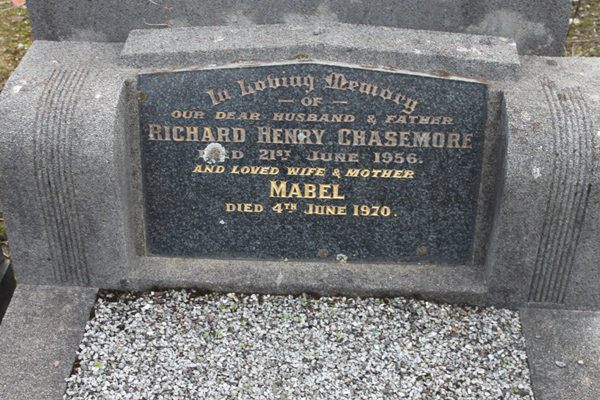 In Loving Memory
— OF —
OUR DEAR HUSBAND & FATHER
RICHARD HENRY CHASEMORE
DIED 21ST JUNE 1956.
AND LOVED WIFE & MOTHER
MABEL
DIED 4TH JUNE 1970.